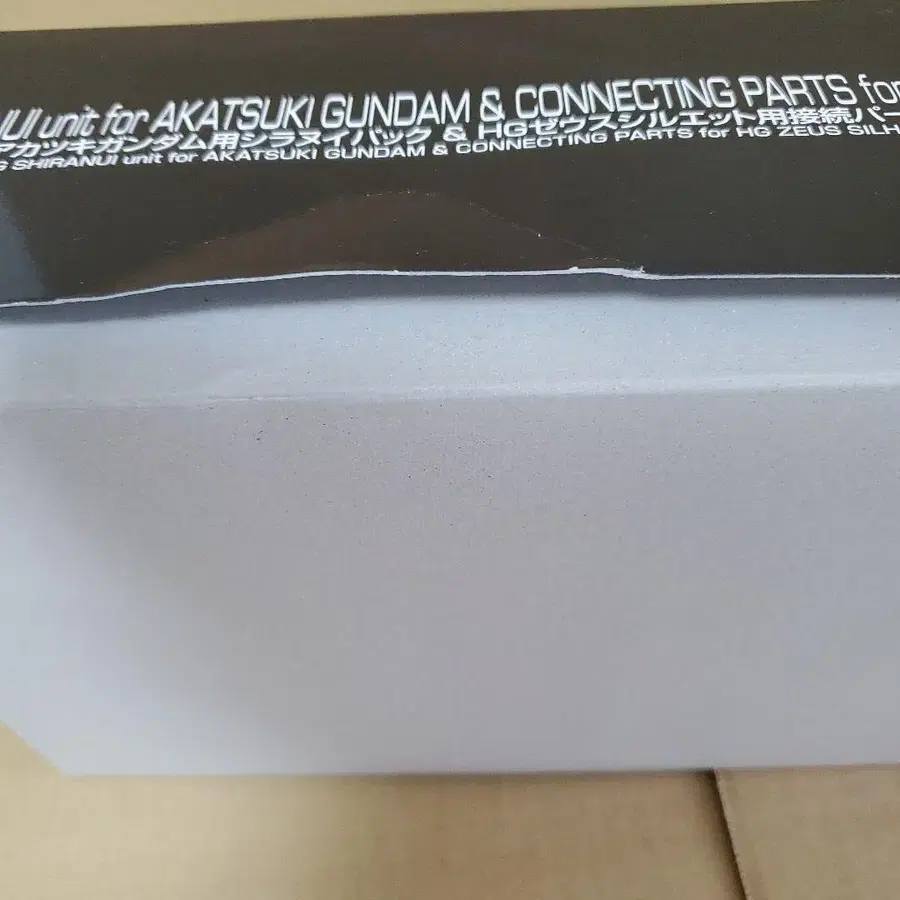 UI unit for AKATSUKI GUNDAM & CONNECTING PARTS for
アカツキガンダム用シラヌイパック & HGゼウスシルエット用接続パー
G SHIRANUI unit for AKATSUKI GUNDAM & CONNECTING PARTS for HG ZEUS SILH